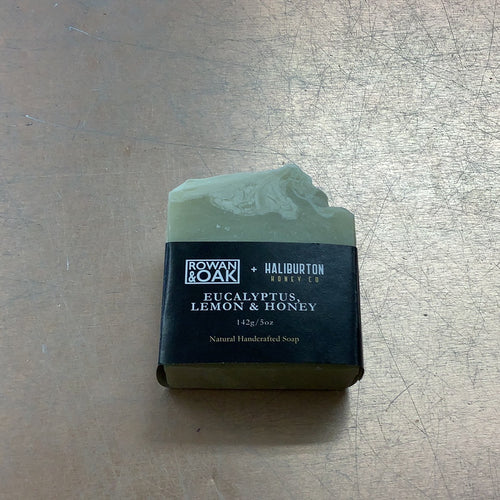 ROWAN
&OAK
+
HALIBURTON
HONEY CO
EUCALYPTUS,
LEMON & HONEY
142g/5oz
Natural Handcrafted Soap